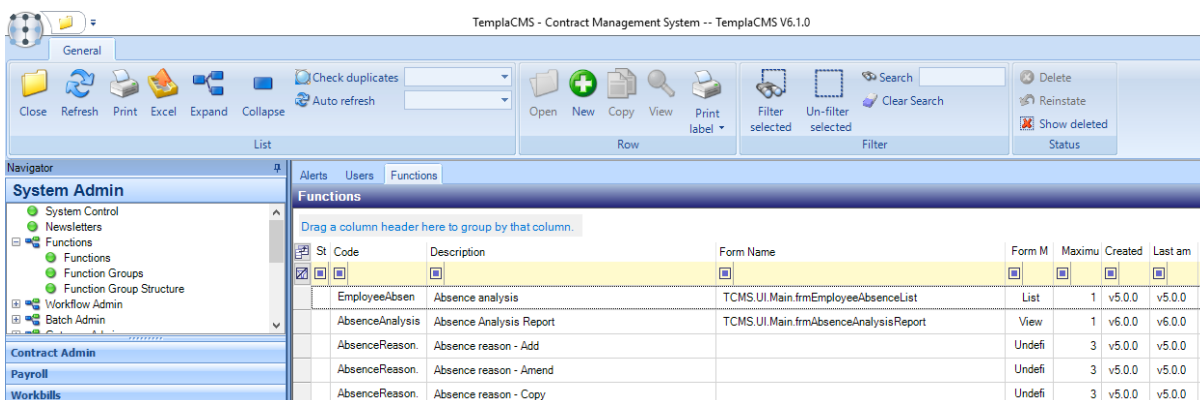 TemplaCMS - Contract Management System -- TemplaCMS V6.1.0
General
Close Refresh Print Excel Expand Collapse
Check duplicates
Auto refresh
List
Open New Copy View Print label
Row
Filter selected Un-filter selected
Search
Clear Search
Filter
Delete
Reinstate
Show deleted
Status
Navigator
System Admin
System Control
Newsletters
Functions
Functions
Function Groups
Function Group Structure
Workflow Admin
Batch Admin
Contract Admin
Payroll
Workbills
Alerts Users Functions
Functions
Drag a column header here to group by that column.
St Code Description Form Name Form M Maximu Created Last am
EmployeeAbsen Absence analysis TCMS.UI.Main.frmEmployeeAbsenceList List 1 v5.0.0 v5.0.0
AbsenceAnalysis Absence Analysis Report TCMS.UI.Main.frmAbsenceAnalysisReport View 1 v6.0.0 v6.0.0
AbsenceReason. Absence reason - Add Undefi 3 v5.0.0 v5.0.0
AbsenceReason. Absence reason - Amend Undefi 3 v5.0.0 v5.0.0
AbsenceReason. Absence reason - Copy Undefi 3 v5.0.0 v5.0.0